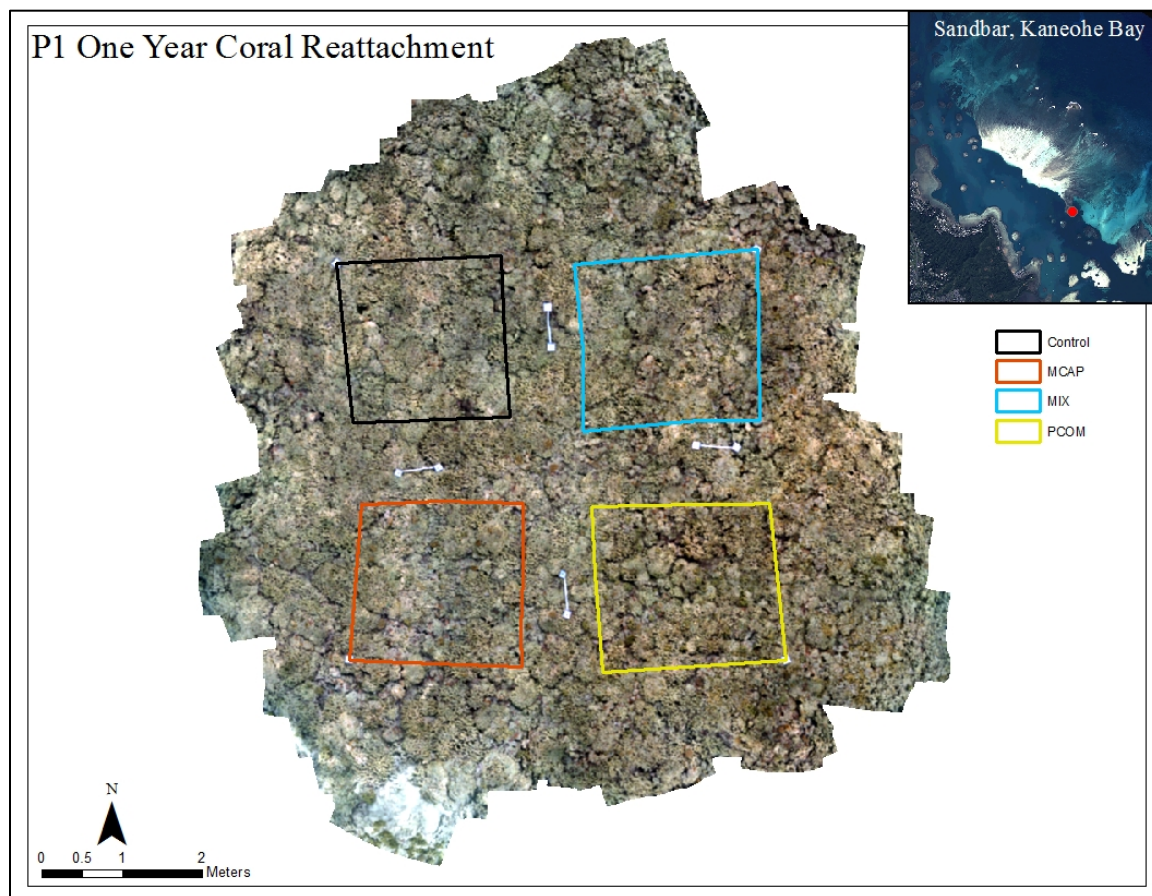 P1 One Year Coral Reattachment
Sandbar, Kaneohe Bay
Control
MCAP
MIX
PCOM
N
0 0.5 1 2
Meters